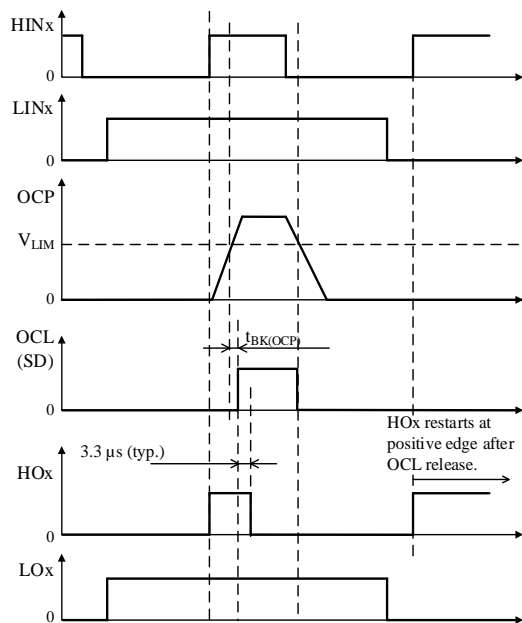 HINx
0
LINx
0
OCP
VLIM
0
OCL
(SD)
tBK(OCP)
0
3.3 µs (typ.)
HOx restarts at
positive edge after
OCL release.
HOx
0
LOx
0